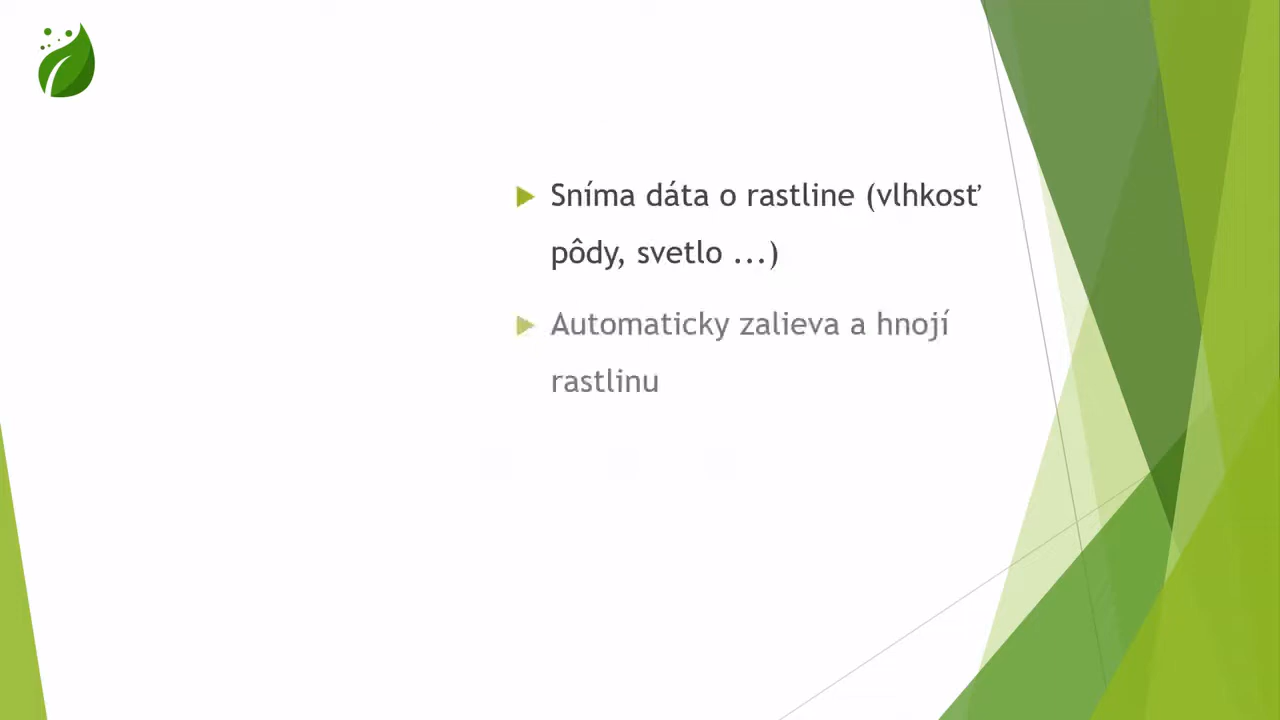 Sníma dáta o rastline (vlhkosť
pôdy, svetlo ...)
Automaticky zalieva a hnojí
rastlinu